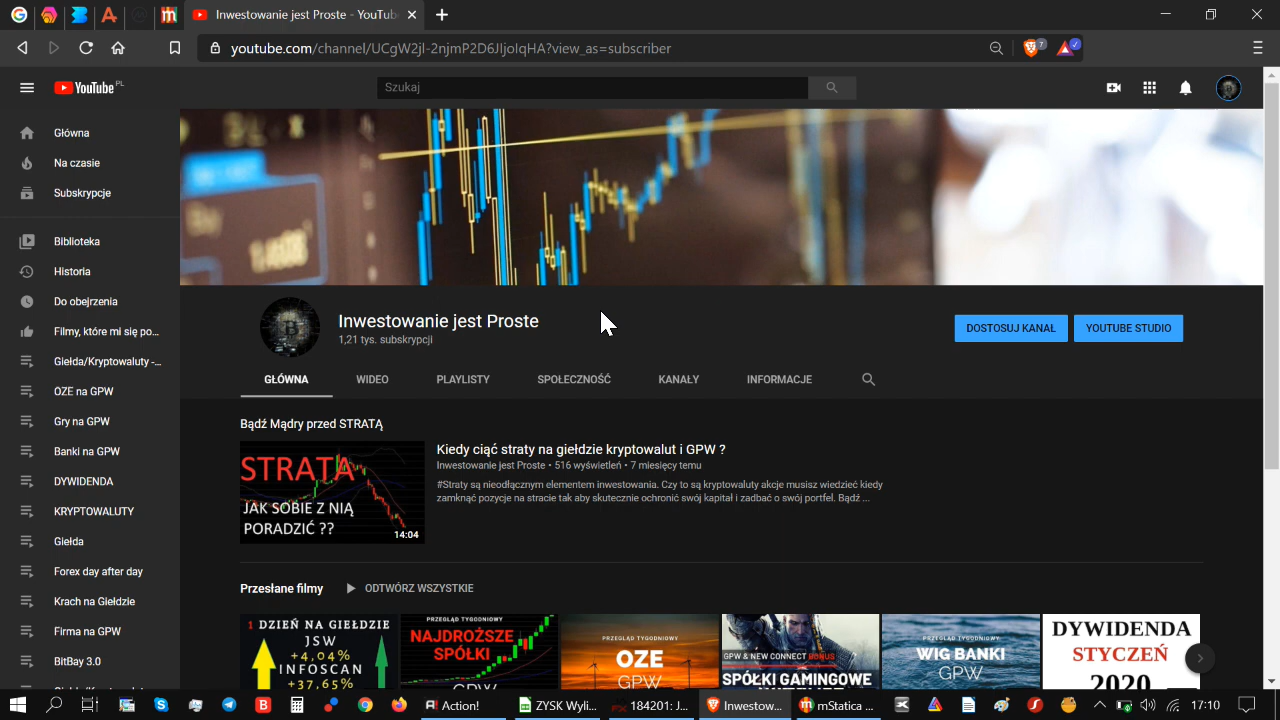 Inwestowanie jest Proste - YouTub
youtube.com/channel/UCgW2jI-2njmP2D6JIjoIqHA?view_as=subscriber
7
YouTube PL
Szukaj
Główna
Na czasie
Subskrypcje
Biblioteka
Historia
Do obejrzenia
Filmy, które mi się po...
Giełda/Kryptowaluty -...
OZE na GPW
Gry na GPW
Banki na GPW
DYWIDENDA
KRYPTOWALUTY
Giełda
Forex day after day
Krach na Giełdzie
Firma na GPW
BitBay 3.0
Inwestowanie jest Proste
1,21 tys. subskrypcji
DOSTOSUJ KANAŁ
YOUTUBE STUDIO
GŁÓWNA
WIDEO
PLAYLISTY
SPOŁECZNOŚĆ
KANAŁY
INFORMACJE
Bądź Mądry przed STRATĄ
STRATA
JAK SOBIE Z NIĄ
PORADZIĆ ??
14:04
Kiedy ciąć straty na giełdzie kryptowalut i GPW ?
Inwestowanie jest Proste • 516 wyświetleń • 7 miesięcy temu
#Straty są nieodłącznym elementem inwestowania. Czy to są kryptowaluty akcje musisz wiedzieć kiedy
zamknąć pozycje na stracie tak aby skutecznie ochronić swój kapitał i zadbać o swój portfel. Bądź ...
Przesłane filmy
ODTWÓRZ WSZYSTKIE
1 DZIEŃ NA GIEŁDZIE
JSW
+4,04%
INFOSCAN
+37,65%
PRZEGLĄD TYGODNIOWY
NAJDROŻSZE
SPÓŁKI
GPW
PRZEGLĄD TYGODNIOWY
OZE
GPW
GPW & NEW CONNECT BONUS
SPÓŁKI GAMINGOWE
PRZEGLĄD TYGODNIOWY
WIG BANKI
GPW
DYWIDENDA
STYCZEŃ
2020
Action!
ZYSK Wyli...
184201: J...
Inwestow...
mStatica ...
17:10